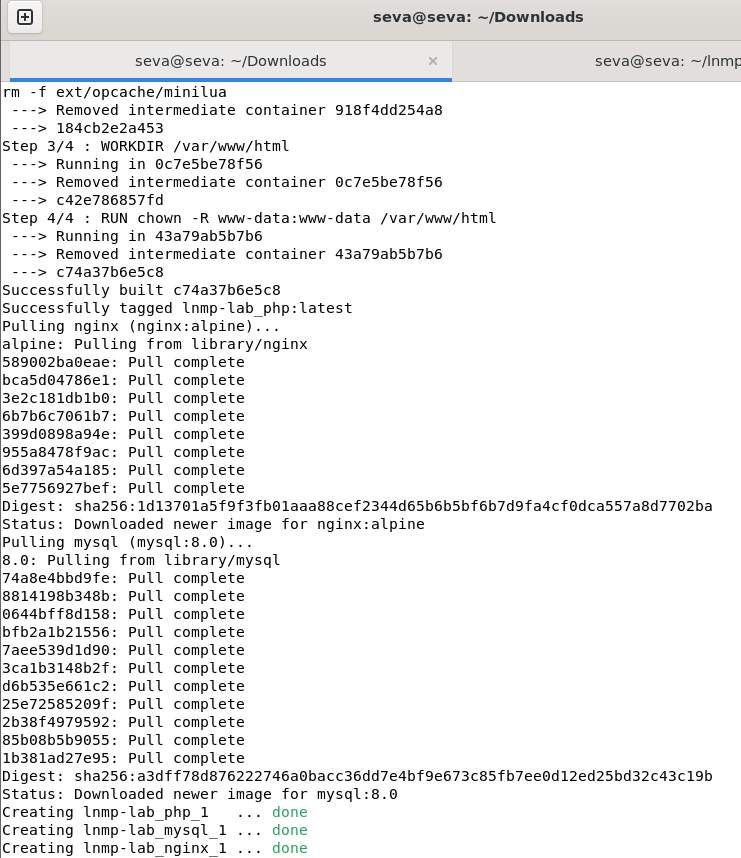 seva@seva: ~/Downloads
seva@seva: ~/Downloads ×
seva@seva: ~/lnmp
rm -f ext/opcache/minilua
 ---> Removed intermediate container 918f4dd254a8
 ---> 184cb2e2a453
Step 3/4 : WORKDIR /var/www/html
 ---> Running in 0c7e5be78f56
 ---> Removed intermediate container 0c7e5be78f56
 ---> c42e786857fd
Step 4/4 : RUN chown -R www-data:www-data /var/www/html
 ---> Running in 43a79ab5b7b6
 ---> Removed intermediate container 43a79ab5b7b6
 ---> c74a37b6e5c8
Successfully built c74a37b6e5c8
Successfully tagged lnmp-lab_php:latest
Pulling nginx (nginx:alpine)...
alpine: Pulling from library/nginx
589002ba0eae: Pull complete
bca5d04786e1: Pull complete
3e2c181db1b0: Pull complete
6b7b6c7061b7: Pull complete
399d0898a94e: Pull complete
955a8478f9ac: Pull complete
6d397a54a185: Pull complete
5e7756927bef: Pull complete
Digest: sha256:1d13701a5f9f3fb01aaa88cef2344d65b6b5bf6b7d9fa4cf0dca557a8d7702ba
Status: Downloaded newer image for nginx:alpine
Pulling mysql (mysql:8.0)...
8.0: Pulling from library/mysql
74a8e4bbd9fe: Pull complete
8814198b348b: Pull complete
0644bff8d158: Pull complete
bfb2a1b21556: Pull complete
7aee539d1d90: Pull complete
3ca1b3148b2f: Pull complete
d6b535e661c2: Pull complete
25e72585209f: Pull complete
2b38f4979592: Pull complete
85b08b5b9055: Pull complete
1b381ad27e95: Pull complete
Digest: sha256:a3dff78d876222746a0bacc36dd7e4bf9e673c85fb7ee0d12ed25bd32c43c19b
Status: Downloaded newer image for mysql:8.0
Creating lnmp-lab_php_1   ... done
Creating lnmp-lab_mysql_1 ... done
Creating lnmp-lab_nginx_1 ... done